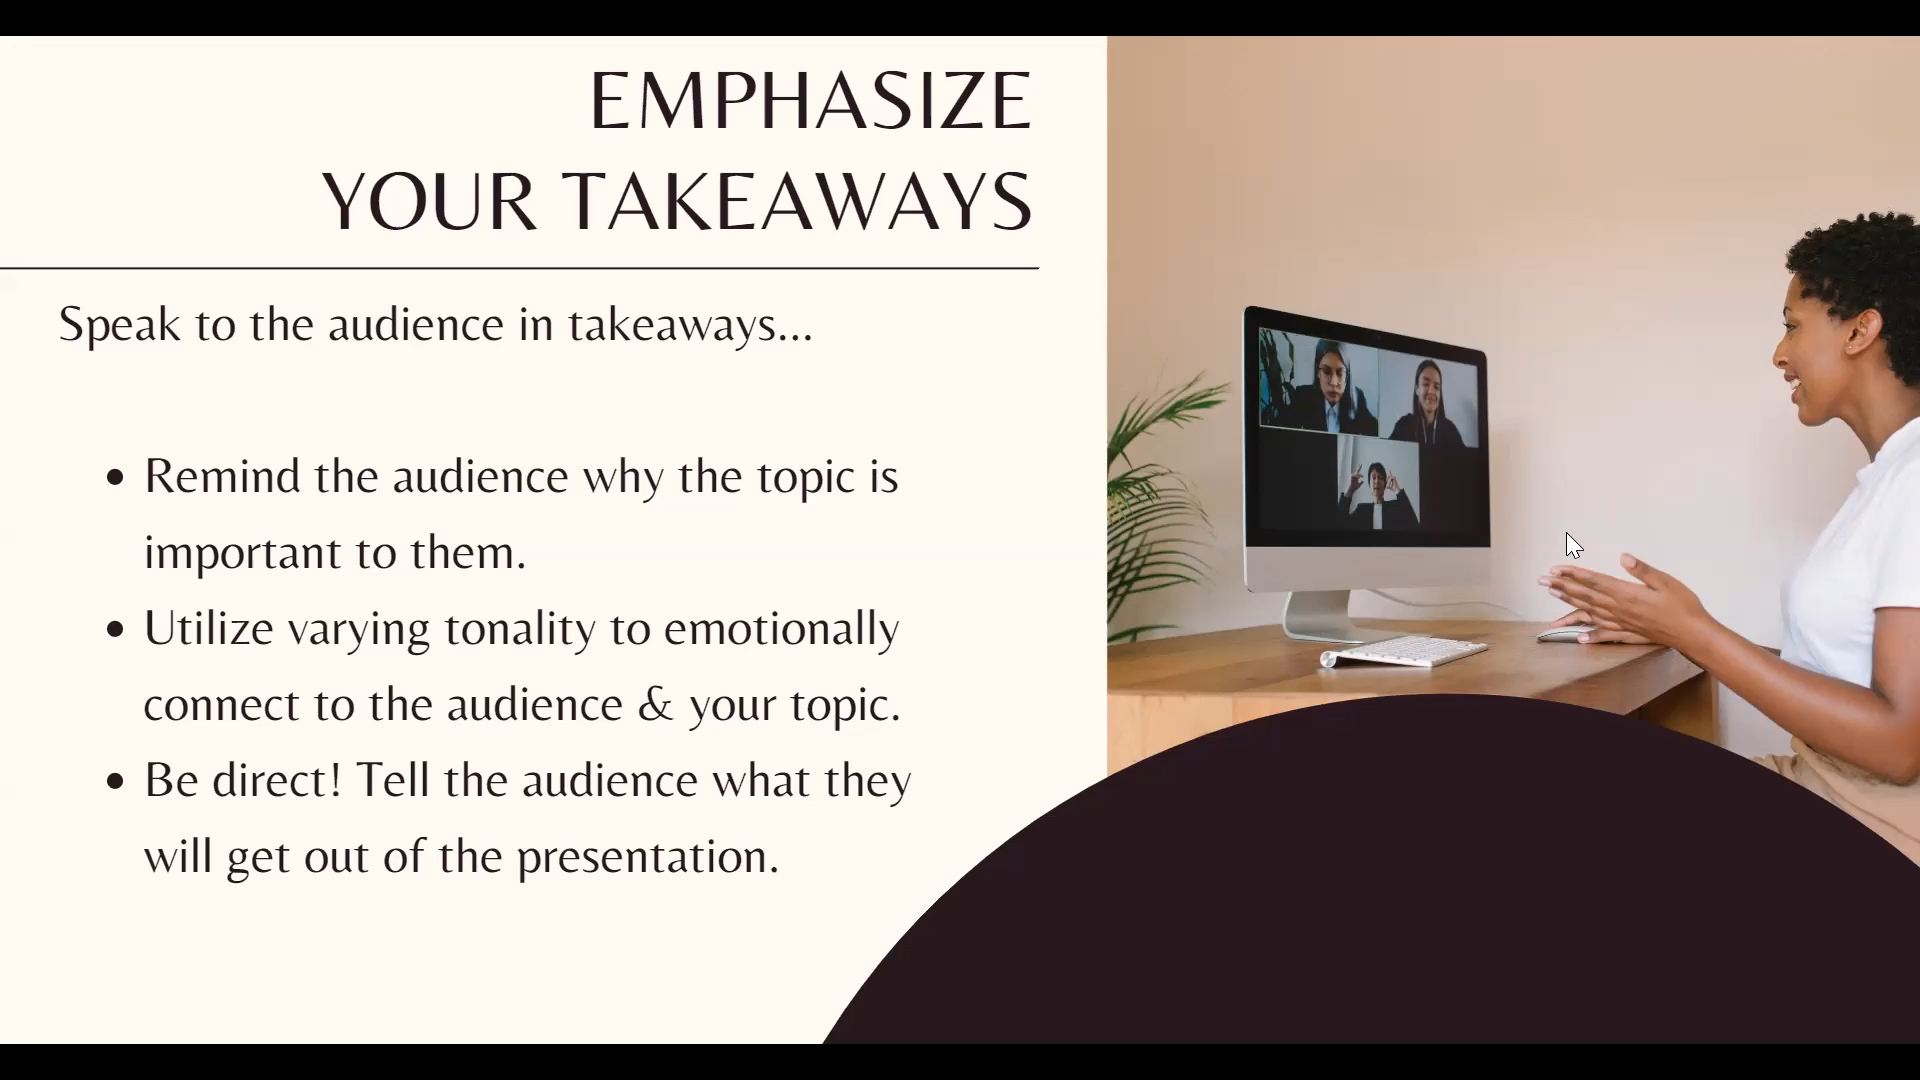 EMPHASIZE
YOUR TAKEAWAYS
Speak to the audience in takeaways...
• Remind the audience why the topic is
important to them.
• Utilize varying tonality to emotionally
connect to the audience & your topic.
• Be direct! Tell the audience what they
will get out of the presentation.